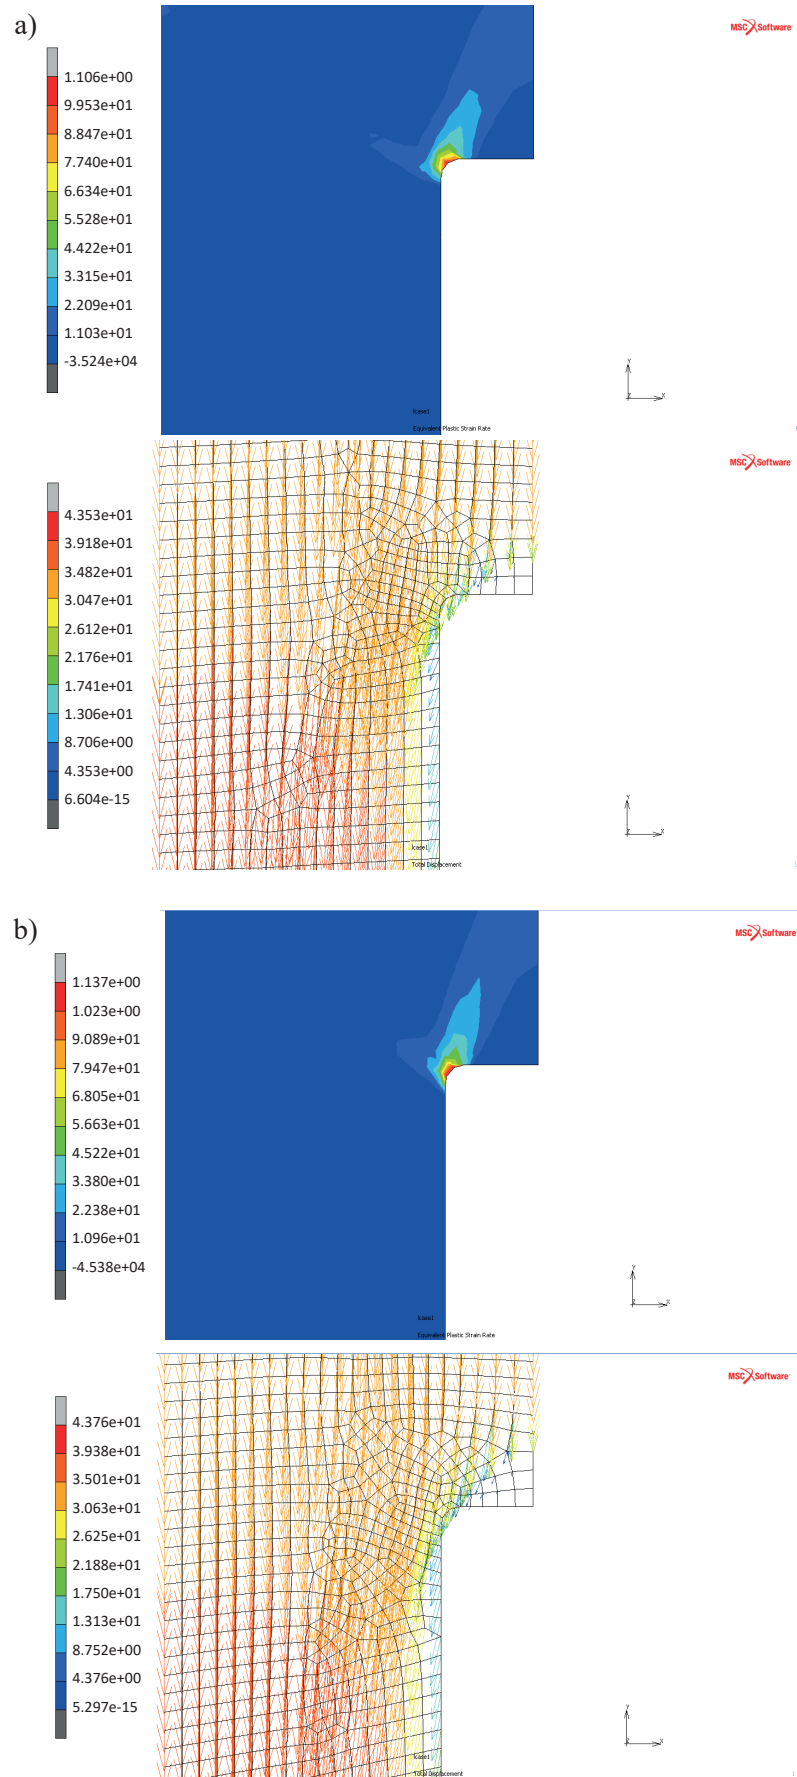 a)
MSC Software
1.106e+00
9.953e+01
8.847e+01
7.740e+01
6.634e+01
5.528e+01
4.422e+01
3.315e+01
2.209e+01
1.103e+01
-3.524e+04
Y
Z X
lcase1
Equivalent Plastic Strain Rate
MSC Software
4.353e+01
3.918e+01
3.482e+01
3.047e+01
2.612e+01
2.176e+01
1.741e+01
1.306e+01
8.706e+00
4.353e+00
6.604e-15
Y
Z X
lcase1
Total Displacement
b)
MSC Software
1.137e+00
1.023e+00
9.089e+01
7.947e+01
6.805e+01
5.663e+01
4.522e+01
3.380e+01
2.238e+01
1.096e+01
-4.538e+04
Y
Z X
lcase1
Equivalent Plastic Strain Rate
MSC Software
4.376e+01
3.938e+01
3.501e+01
3.063e+01
2.625e+01
2.188e+01
1.750e+01
1.313e+01
8.752e+00
4.376e+00
5.297e-15
Y
Z X
lcase1
Total Displacement
1